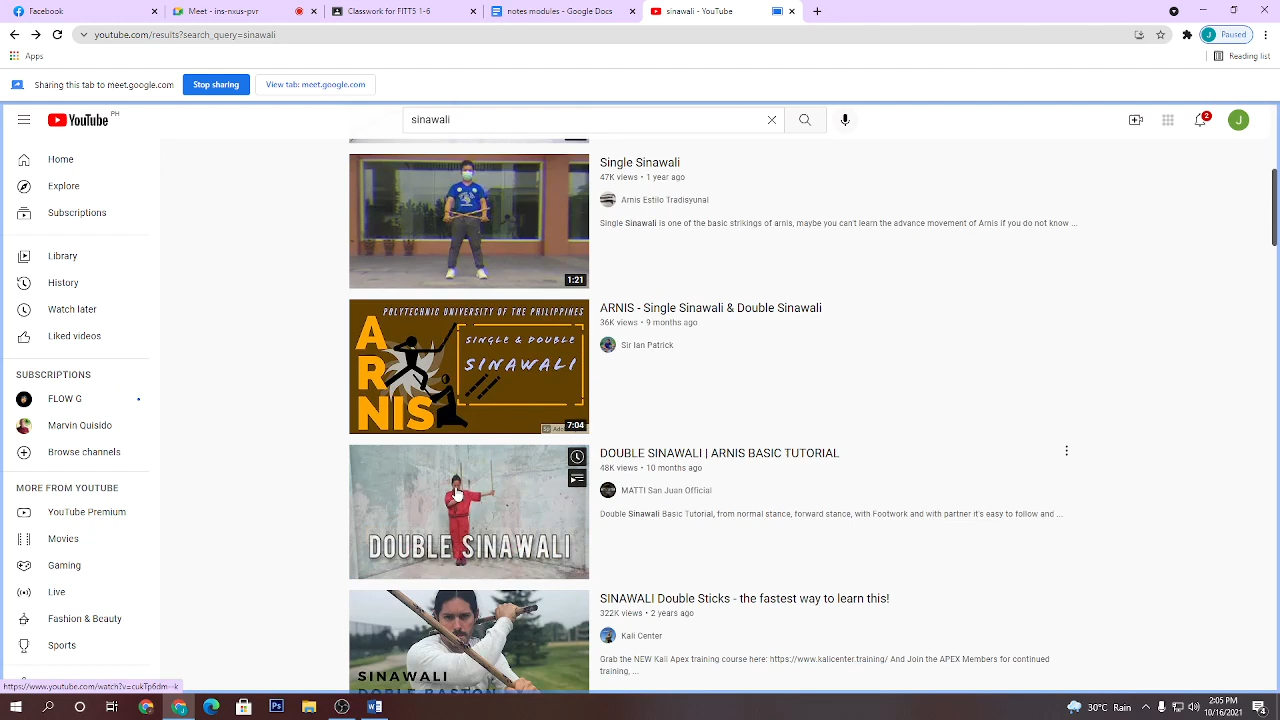 Facebook
Meet - ins-nxus-pvr
Classwork for FITT5 1-6
notes modules - Google Docs
sinawali - YouTube
youtube.com/results?search_query=sinawali
Paused
Apps
Reading list
Sharing this tab to meet.google.com
Stop sharing
View tab: meet.google.com
YouTube PH
sinawali
2
J
Home
Explore
Subscriptions
Library
History
Watch later
Liked videos
SUBSCRIPTIONS
FLOW G
Marvin Quisido
Browse channels
MORE FROM YOUTUBE
YouTube Premium
Movies
Gaming
Live
Fashion & Beauty
Sports
1:21
Single Sinawali
47K views • 1 year ago
Arnis Estilo Tradisyunal
Single Sinawali is one of the basic strikings of arnis, maybe you can't learn the advance movement of Arnis if you do not know ...
POLYTECHNIC UNIVERSITY OF THE PHILIPPINES
ARNIS
SINGLE & DOUBLE
SINAWALI
7:04
ARNIS - Single Sinawali & Double Sinawali
36K views • 9 months ago
Sir Ian Patrick
DOUBLE SINAWALI
DOUBLE SINAWALI | ARNIS BASIC TUTORIAL
48K views • 10 months ago
MATTI San Juan Official
Double Sinawali Basic Tutorial, from normal stance, forward stance, with Footwork and with partner it's easy to follow and ...
SINAWALI
SINAWALI Double Sticks - the fastest way to learn this!
322K views • 2 years ago
Kali Center
Grab the NEW Kali Apex training course here: https://www.kalicenter.training/ And Join the APEX Members for continued
training, ...
https://www.youtube.com/watch?v=cukTp6dm--k
30°C Rain
2:05 PM
10/16/2021